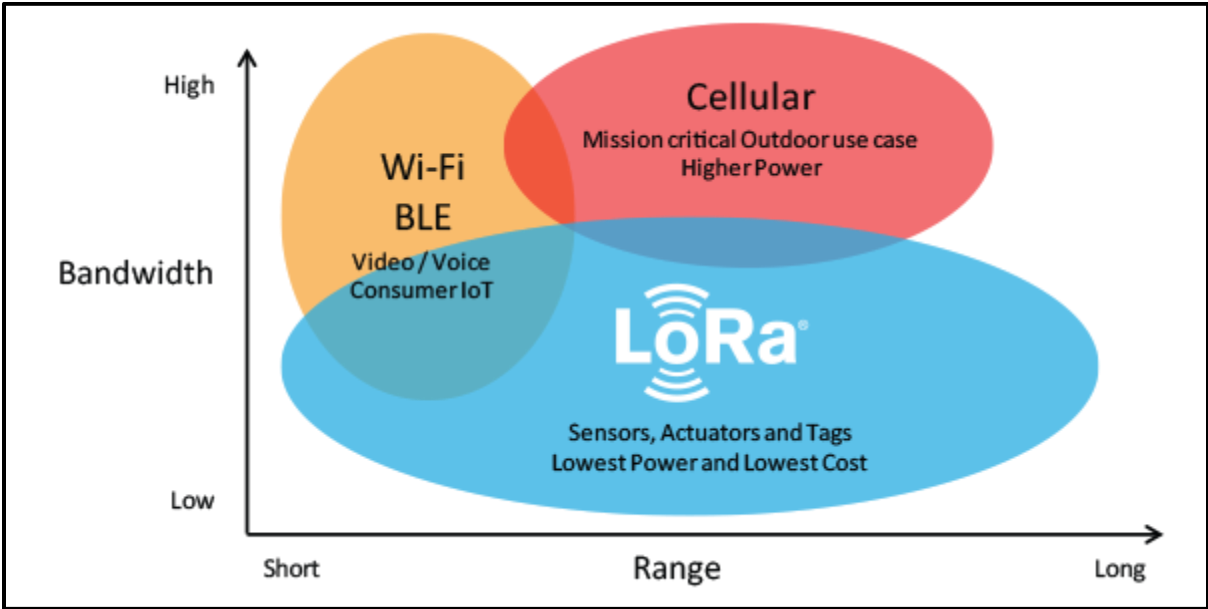 High
Cellular
Mission critical Outdoor use case
Higher Power
Wi-Fi
BLE
Video / Voice
Consumer IoT
Bandwidth
LoRa®
Sensors, Actuators and Tags
Lowest Power and Lowest Cost
Low
Short
Range
Long